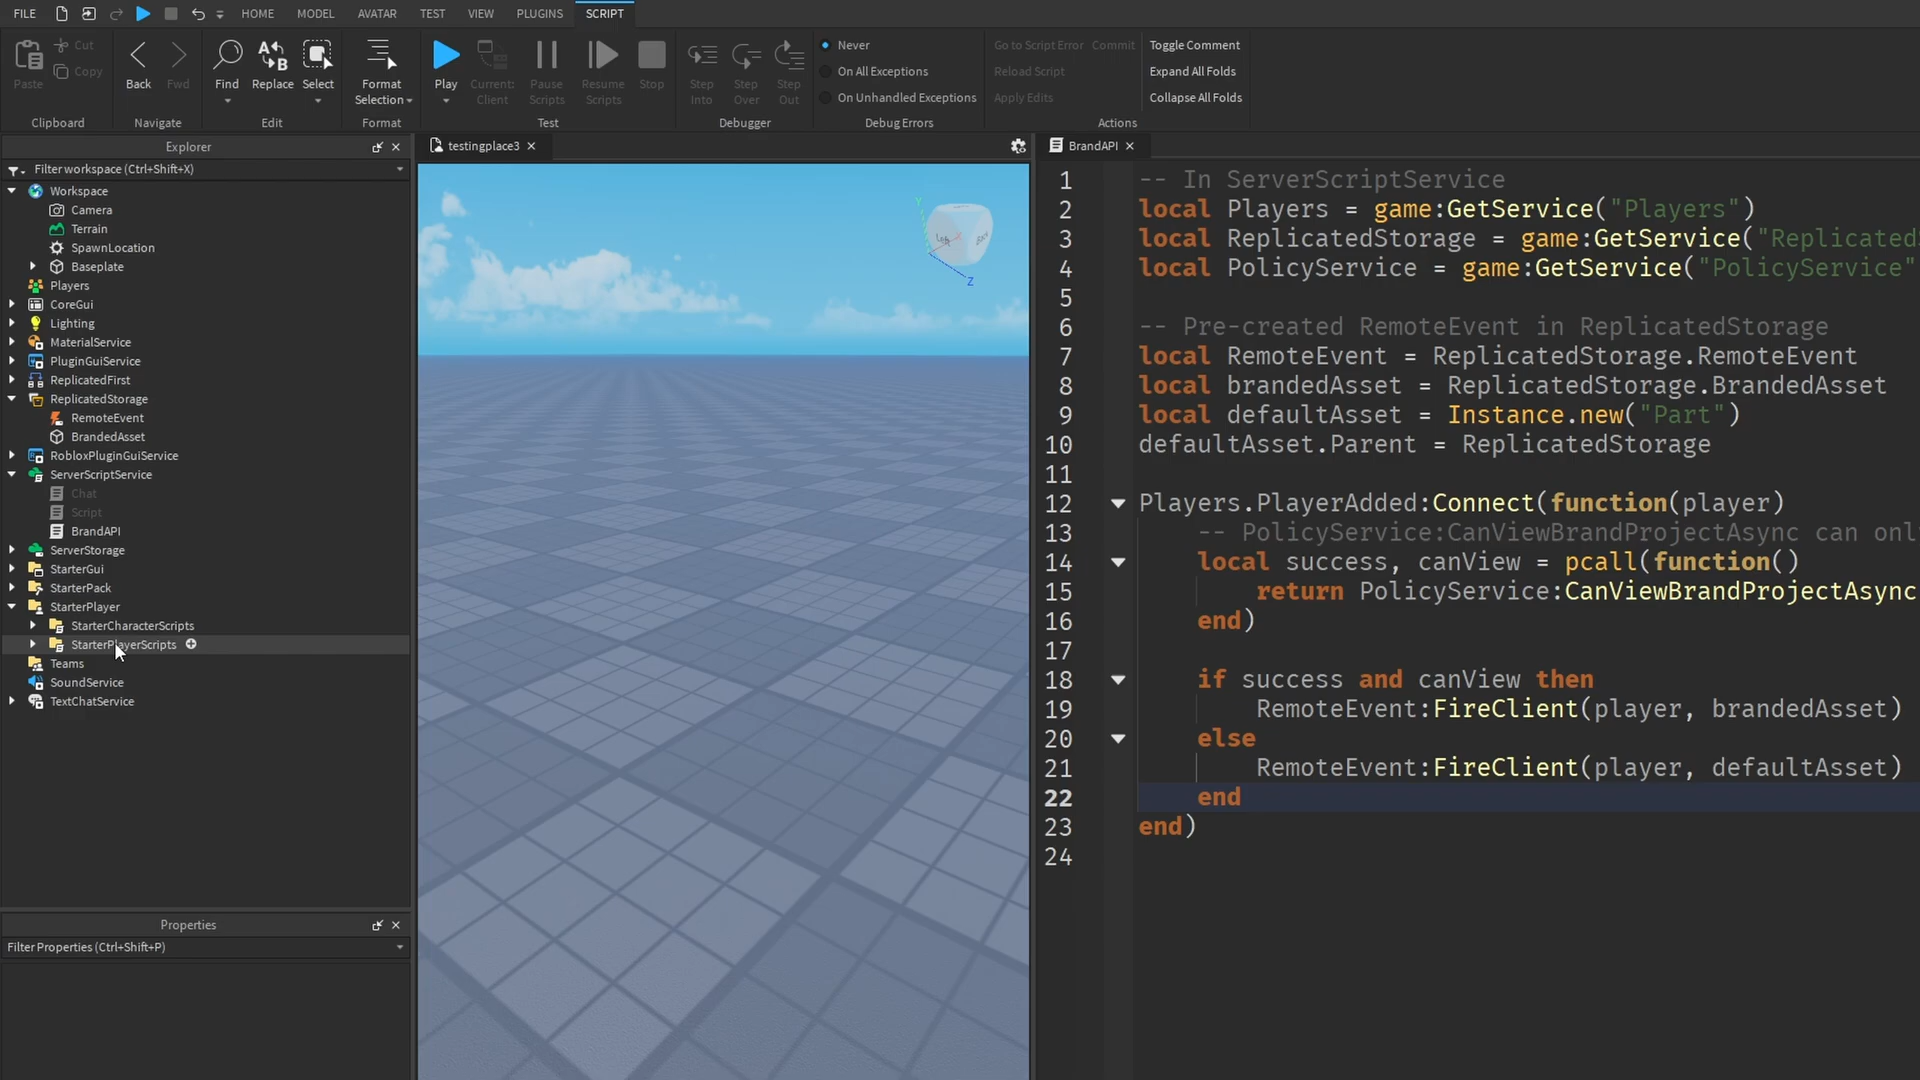 FILE HOME MODEL AVATAR TEST VIEW PLUGINS SCRIPT
Paste
Cut
Copy
Clipboard
Back
Fwd
Navigate
Find
Replace
Select
Edit
Format
Selection
Format
Play
Current:
Client
Pause
Scripts
Resume
Scripts
Stop
Test
Step
Into
Step
Over
Step
Out
Debugger
Never
On All Exceptions
On Unhandled Exceptions
Debug Errors
Go to Script Error
Commit
Reload Script
Apply Edits
Toggle Comment
Expand All Folds
Collapse All Folds
Actions
Explorer
Filter workspace (Ctrl+Shift+X)
Workspace
Camera
Terrain
SpawnLocation
Baseplate
Players
CoreGui
Lighting
MaterialService
PluginGuiService
ReplicatedFirst
ReplicatedStorage
RemoteEvent
BrandedAsset
RobloxPluginGuiService
ServerScriptService
Chat
Script
BrandAPI
ServerStorage
StarterGui
StarterPack
StarterPlayer
StarterCharacterScripts
StarterPlayerScripts
Teams
SoundService
TextChatService
Properties
Filter Properties (Ctrl+Shift+P)
testingplace3
Y
Left
Back
Z
BrandAPI
1 -- In ServerScriptService
2 local Players = game:GetService("Players")
3 local ReplicatedStorage = game:GetService("ReplicatedS
4 local PolicyService = game:GetService("PolicyService"
5
6 -- Pre-created RemoteEvent in ReplicatedStorage
7 local RemoteEvent = ReplicatedStorage.RemoteEvent
8 local brandedAsset = ReplicatedStorage.BrandedAsset
9 local defaultAsset = Instance.new("Part")
10 defaultAsset.Parent = ReplicatedStorage
11
12 Players.PlayerAdded:Connect(function(player)
13 -- PolicyService:CanViewBrandProjectAsync can onl
14 local success, canView = pcall(function()
15 return PolicyService:CanViewBrandProjectAsync
16 end)
17
18 if success and canView then
19 RemoteEvent:FireClient(player, brandedAsset)
20 else
21 RemoteEvent:FireClient(player, defaultAsset)
22 end
23 end)
24